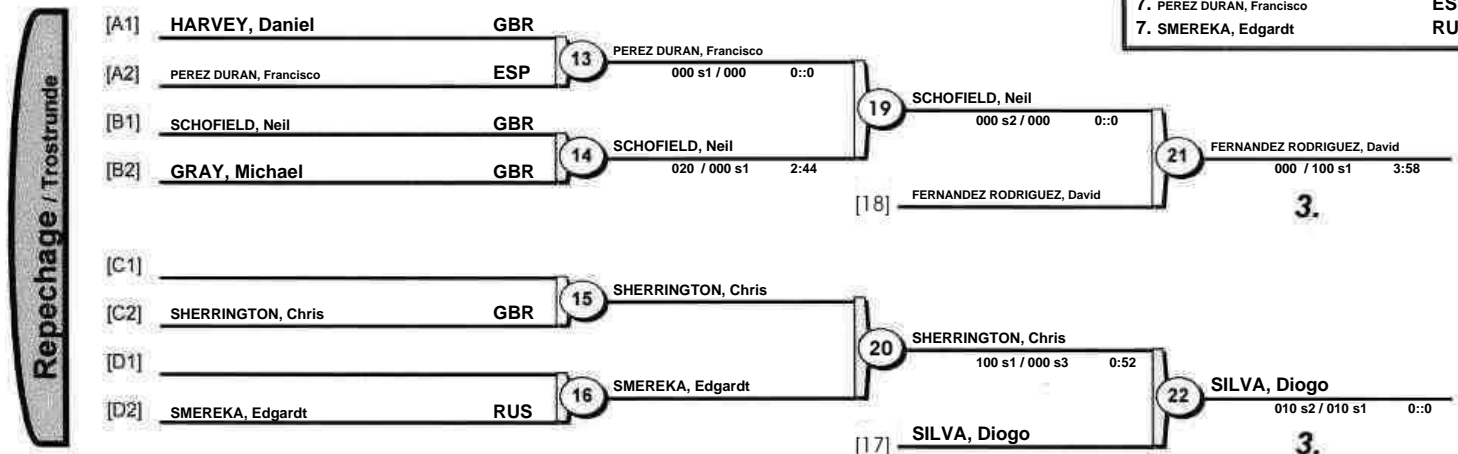 7. PEREZ DURAN, Francisco ES
7. SMEREKA, Edgardt RU
Repechage / Trostrunde
[A1] HARVEY, Daniel GBR
[A2] PEREZ DURAN, Francisco ESP
13 PEREZ DURAN, Francisco
000 s1 / 000 0::0
[B1] SCHOFIELD, Neil GBR
[B2] GRAY, Michael GBR
14 SCHOFIELD, Neil
020 / 000 s1 2:44
19 SCHOFIELD, Neil
000 s2 / 000 0::0
[18] FERNANDEZ RODRIGUEZ, David
21 FERNANDEZ RODRIGUEZ, David
000 / 100 s1 3:58
3.
[C1]
[C2] SHERRINGTON, Chris GBR
15 SHERRINGTON, Chris
[D1]
[D2] SMEREKA, Edgardt RUS
16 SMEREKA, Edgardt
20 SHERRINGTON, Chris
100 s1 / 000 s3 0:52
[17] SILVA, Diogo
22 SILVA, Diogo
010 s2 / 010 s1 0::0
3.